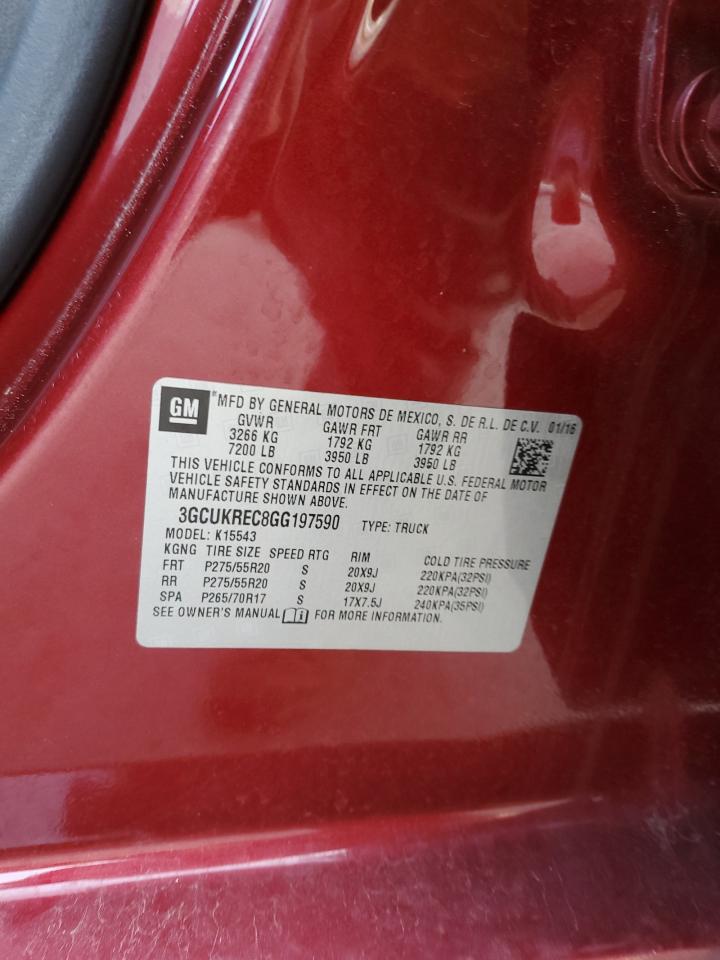 GM
*MFD BY GENERAL MOTORS DE MEXICO, S. DE R.L. DE C.V. 01/16
GVWR GAWR FRT GAWR RR
3266 KG 1792 KG 1792 KG
7200 LB 3950 LB 3950 LB
THIS VEHICLE CONFORMS TO ALL APPLICABLE U.S. FEDERAL MOTOR
VEHICLE SAFETY STANDARDS IN EFFECT ON THE DATE OF
MANUFACTURE SHOWN ABOVE.
3GCUKREC8GG197590 TYPE: TRUCK
MODEL: K15543
KGNG TIRE SIZE SPEED RTG RIM COLD TIRE PRESSURE
FRT P275/55R20 S 20X9J 220KPA(32PSI)
RR P275/55R20 S 20X9J 220KPA(32PSI)
SPA P265/70R17 S 17X7.5J 240KPA(35PSI)
SEE OWNER'S MANUAL FOR MORE INFORMATION.